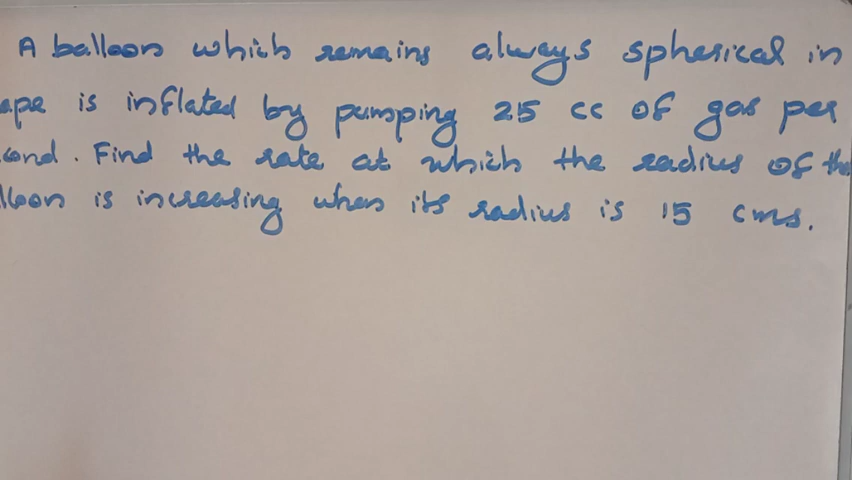 A balloon which remains always spherical in
ape is inflated by pumping 25 cc of gas per
cond. Find the rate at which the radius of the
lloon is increasing when its radius is 15 cms.